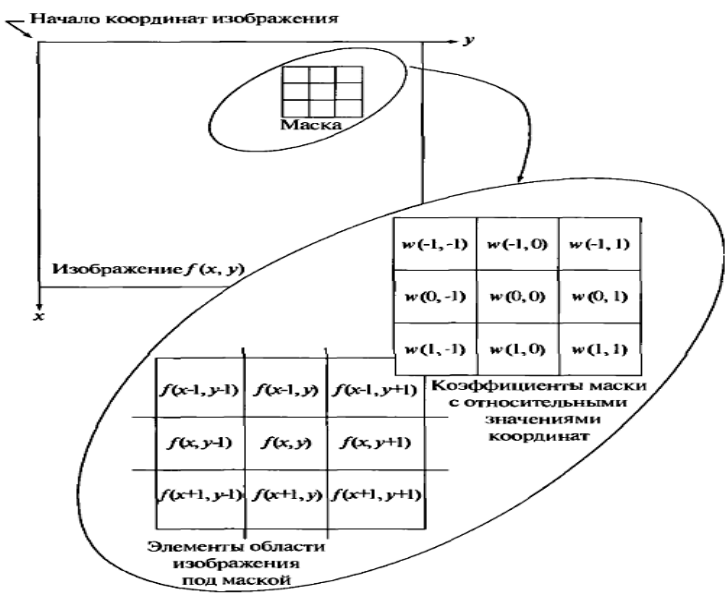 Начало координат изображения
y
Маска
Изображение f (x, y)
x
w(-1,-1) w(-1,0) w(-1,1)
w(0,-1) w(0,0) w(0,1)
w(1,-1) w(1,0) w(1,1)
Коэффициенты маски
с относительными
значениями
координат
f(x-1,y-1) f(x-1,y) f(x-1,y+1)
f(x,y-1) f(x,y) f(x,y+1)
f(x+1,y-1) f(x+1,y) f(x+1,y+1)
Элементы области
изображения
под маской